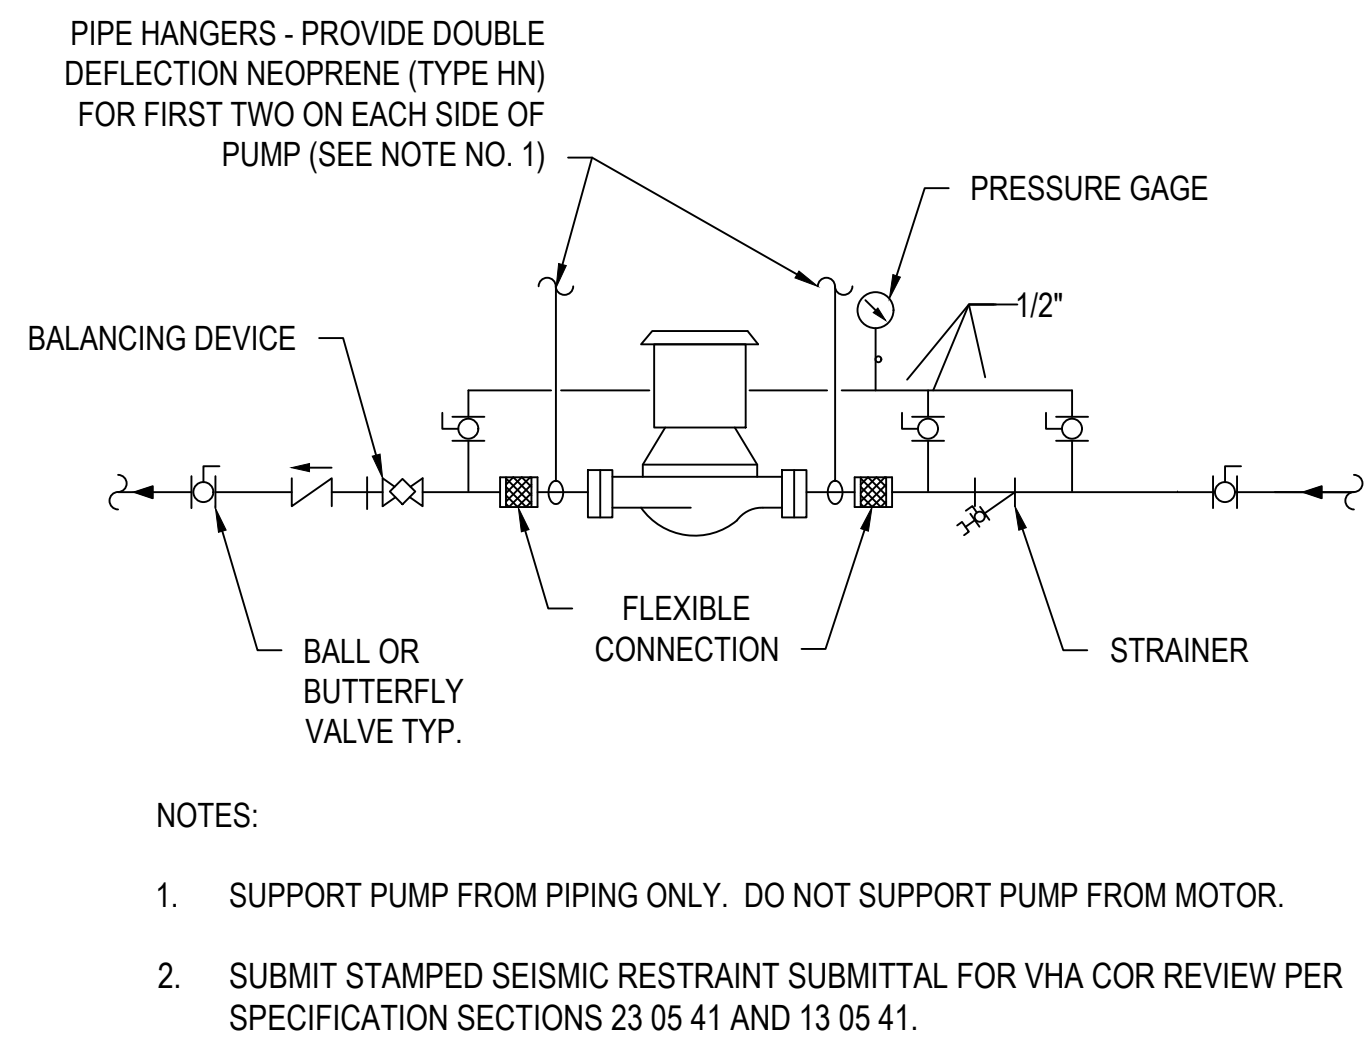 PIPE HANGERS - PROVIDE DOUBLE
DEFLECTION NEOPRENE (TYPE HN)
FOR FIRST TWO ON EACH SIDE OF
PUMP (SEE NOTE NO. 1)
PRESSURE GAGE
1/2"
BALANCING DEVICE
FLEXIBLE
CONNECTION
BALL OR
BUTTERFLY
VALVE TYP.
STRAINER
NOTES:
1. SUPPORT PUMP FROM PIPING ONLY. DO NOT SUPPORT PUMP FROM MOTOR.
2. SUBMIT STAMPED SEISMIC RESTRAINT SUBMITTAL FOR VHA COR REVIEW PER
SPECIFICATION SECTIONS 23 05 41 AND 13 05 41.